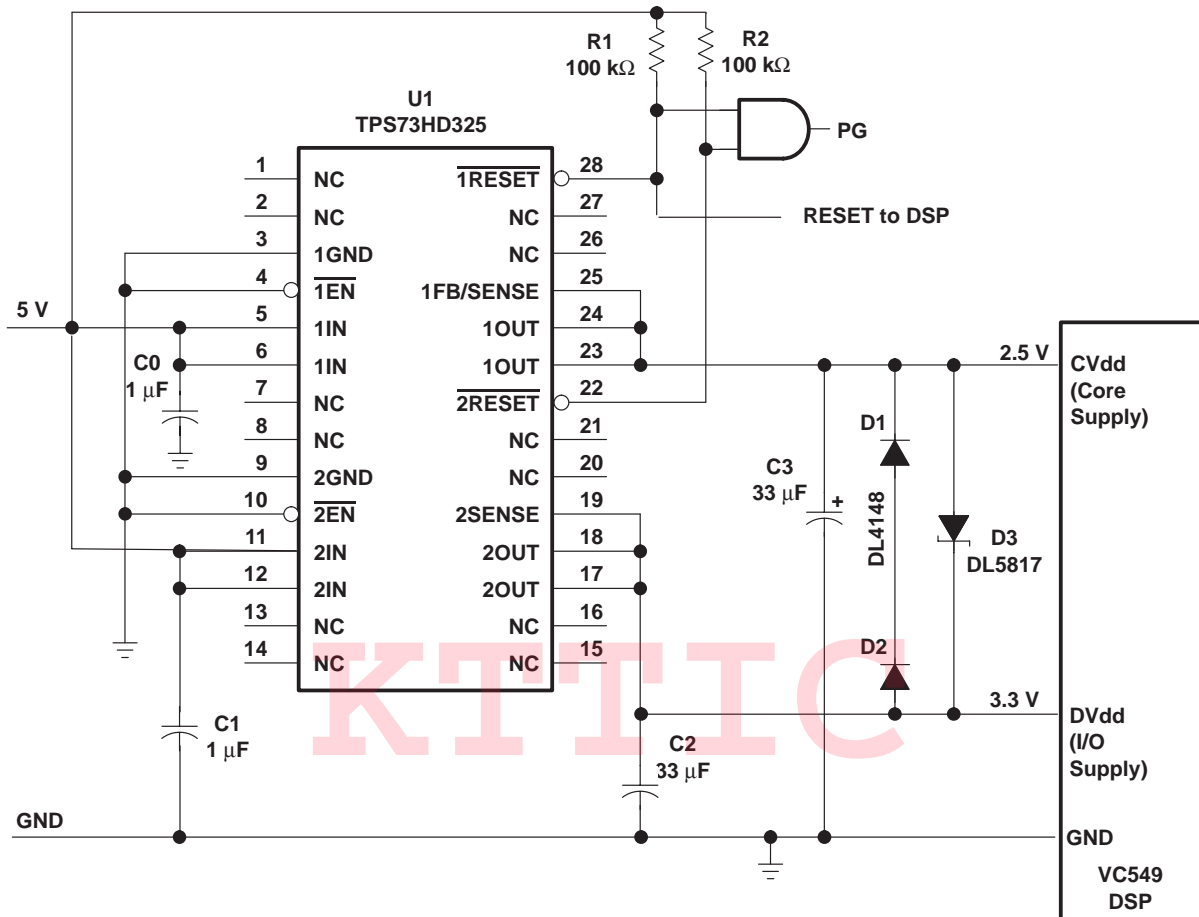 R1
100 kΩ
R2
100 kΩ
U1
TPS73HD325
PG
1 NC
2 NC
3 1GND
4 1EN
5 1IN
6 1IN
7 NC
8 NC
9 2GND
10 2EN
11 2IN
12 2IN
13 NC
14 NC
1RESET 28
NC 27
NC 26
1FB/SENSE 25
1OUT 24
1OUT 23
2RESET 22
NC 21
NC 20
2SENSE 19
2OUT 18
2OUT 17
NC 16
NC 15
RESET to DSP
5 V
C0
1 µF
2.5 V
CVdd
(Core
Supply)
D1
C3
33 µF
+
DL4148
D3
DL5817
D2
3.3 V
DVdd
(I/O
Supply)
C1
1 µF
C2
33 µF
KTTIC
GND
GND
VC549
DSP